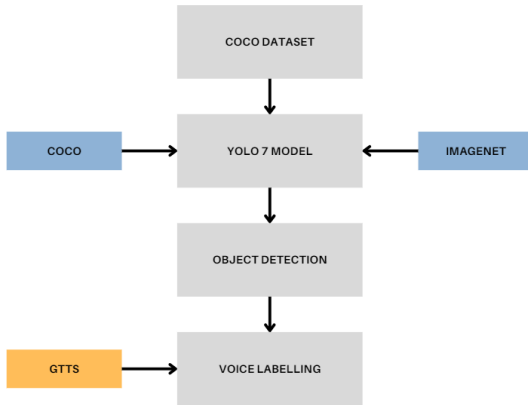 COCO DATASET
COCO
YOLO 7 MODEL
IMAGENET
OBJECT DETECTION
GTTS
VOICE LABELLING